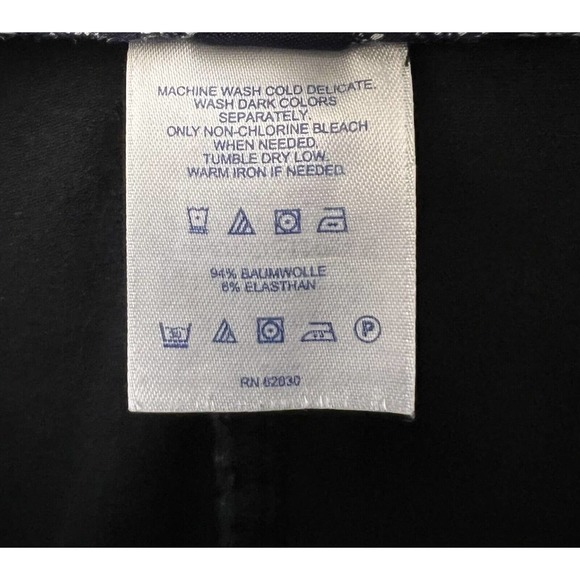 MACHINE WASH COLD DELICATE.
WASH DARK COLORS
SEPARATELY.
ONLY NON-CHLORINE BLEACH
WHEN NEEDED.
TUMBLE DRY LOW.
WARM IRON IF NEEDED.
94% BAUMWOLLE
6% ELASTHAN
30
P
RN 62830